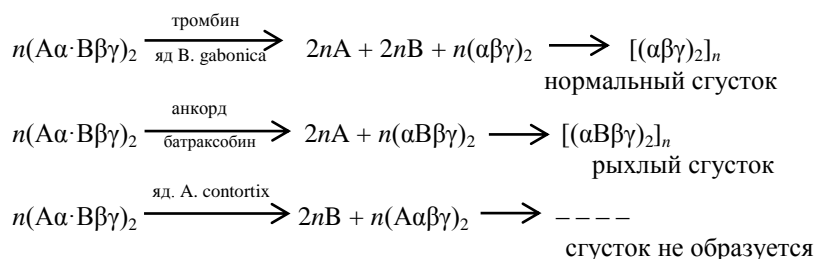 тромбин
n(Aα·Bβγ)₂ ⟶ 2nA + 2nB + n(αβγ)₂ ⟶ [(αβγ)₂]ₙ
яд B. gabonica
нормальный сгусток
анкорд
n(Aα·Bβγ)₂ ⟶ 2nA + n(αBβγ)₂ ⟶ [(αBβγ)₂]ₙ
батраксобин
рыхлый сгусток
яд. A. contortix
n(Aα·Bβγ)₂ ⟶ 2nB + n(Aαβγ)₂ ⟶ – – – –
сгусток не образуется